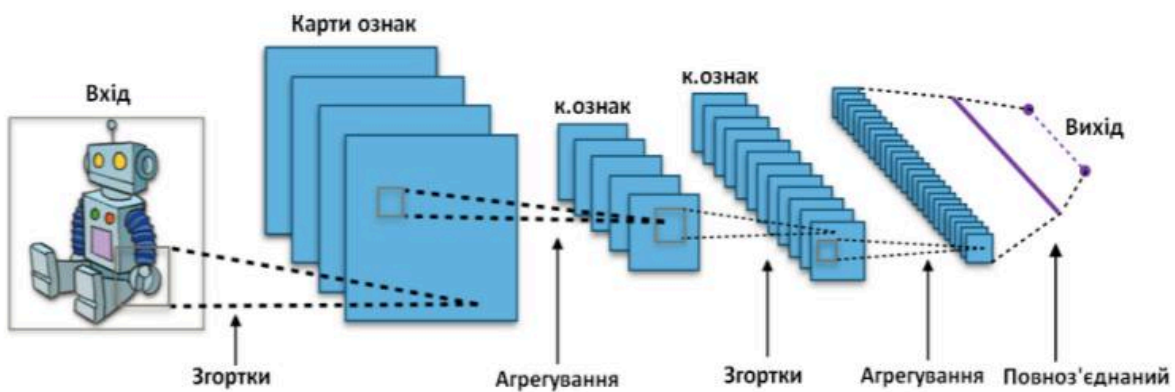 Карти ознак
Вхід
к.ознак
к.ознак
Вихід
Згортки
Агрегування
Згортки
Агрегування
Повноз'єднаний